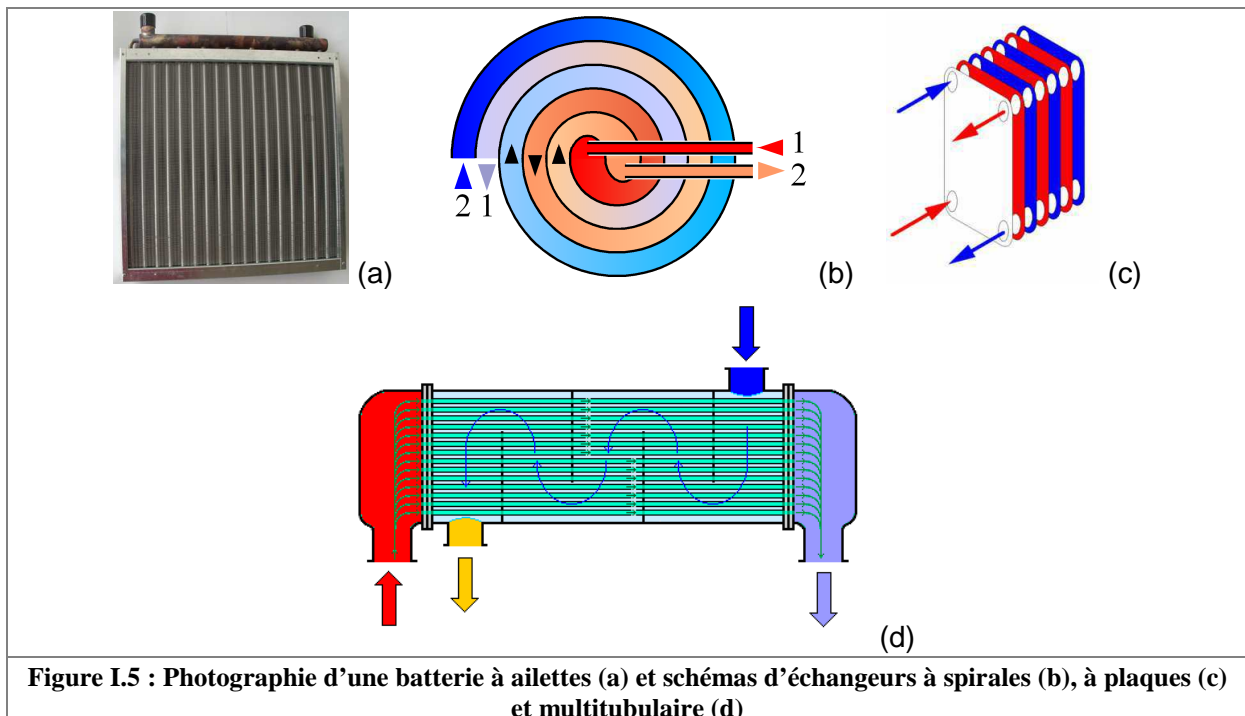 (a)
1
2
2 1
(b)
(c)
(d)
Figure I.5 : Photographie d’une batterie à ailettes (a) et schémas d’échangeurs à spirales (b), à plaques (c)
et multitubulaire (d)